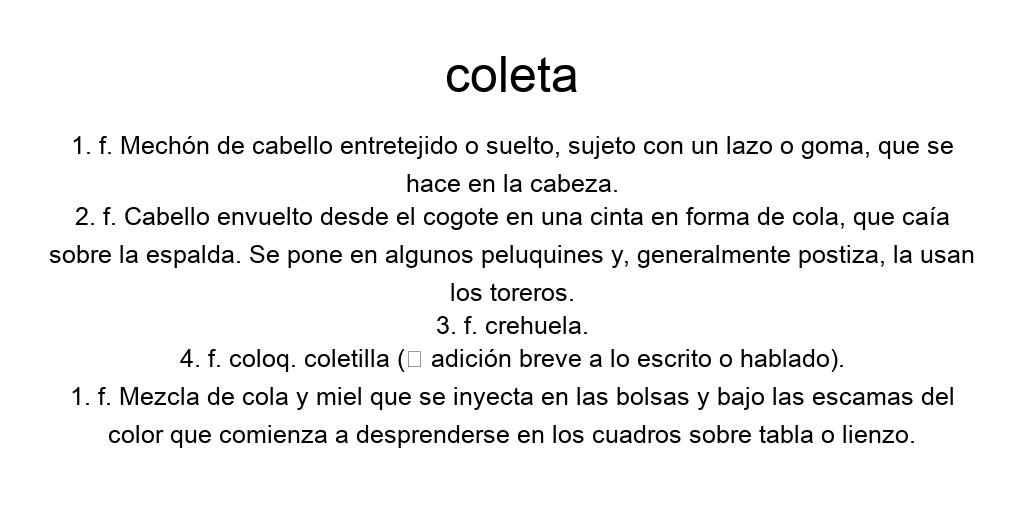 coleta
1. f. Mechón de cabello entretejido o suelto, sujeto con un lazo o goma, que se
hace en la cabeza.
2. f. Cabello envuelto desde el cogote en una cinta en forma de cola, que caía
sobre la espalda. Se pone en algunos peluquines y, generalmente postiza, la usan
los toreros.
3. f. crehuela.
4. f. coloq. coletilla (□ adición breve a lo escrito o hablado).
1. f. Mezcla de cola y miel que se inyecta en las bolsas y bajo las escamas del
color que comienza a desprenderse en los cuadros sobre tabla o lienzo.